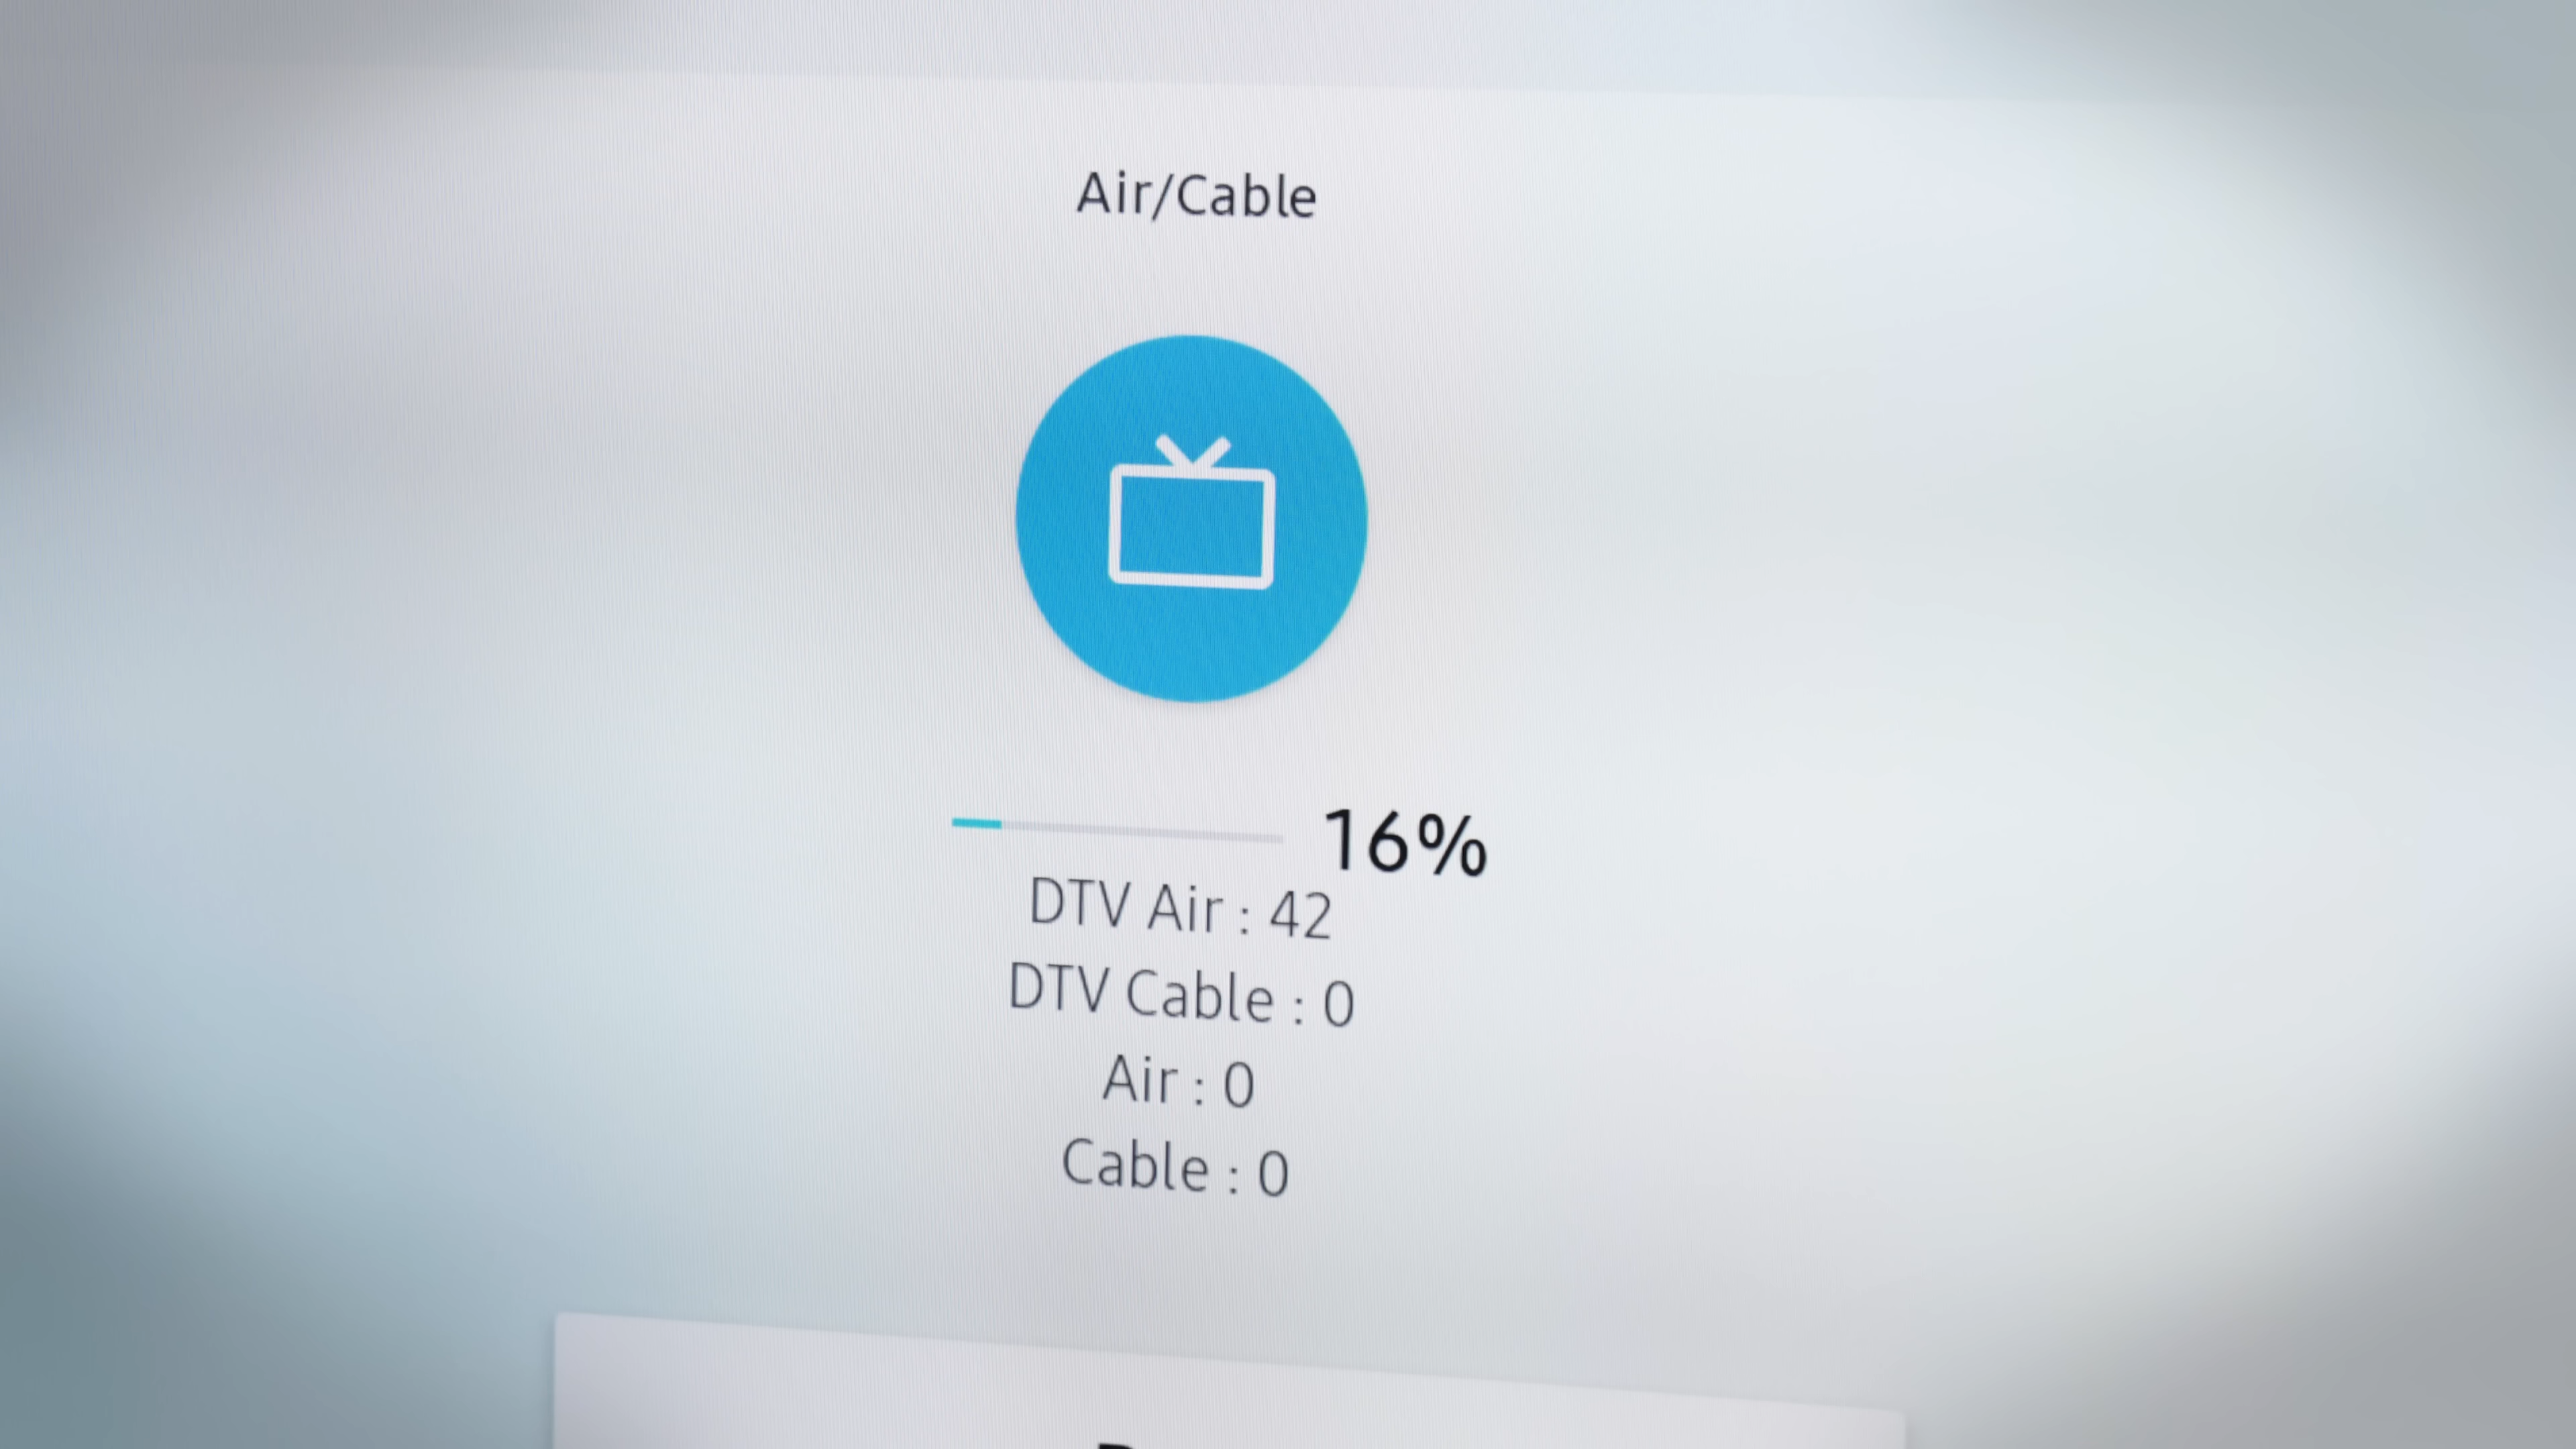 Air/Cable
16%
DTV Air : 42
DTV Cable : 0
Air : 0
Cable : 0